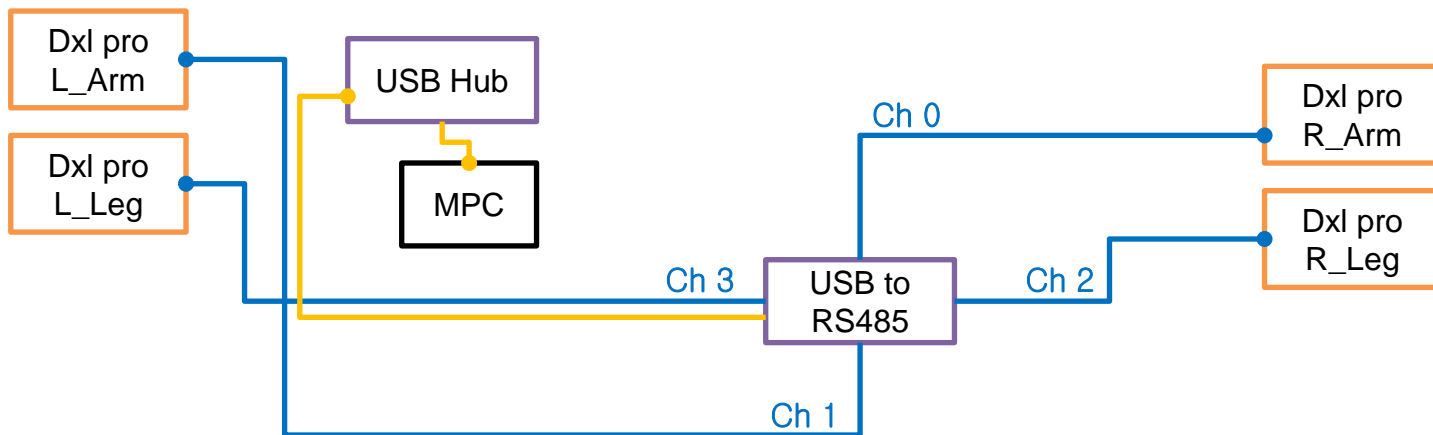 Dxl pro
L_Arm
USB Hub
Ch 0
Dxl pro
R_Arm
Dxl pro
L_Leg
MPC
Dxl pro
R_Leg
Ch 3
USB to
RS485
Ch 2
Ch 1